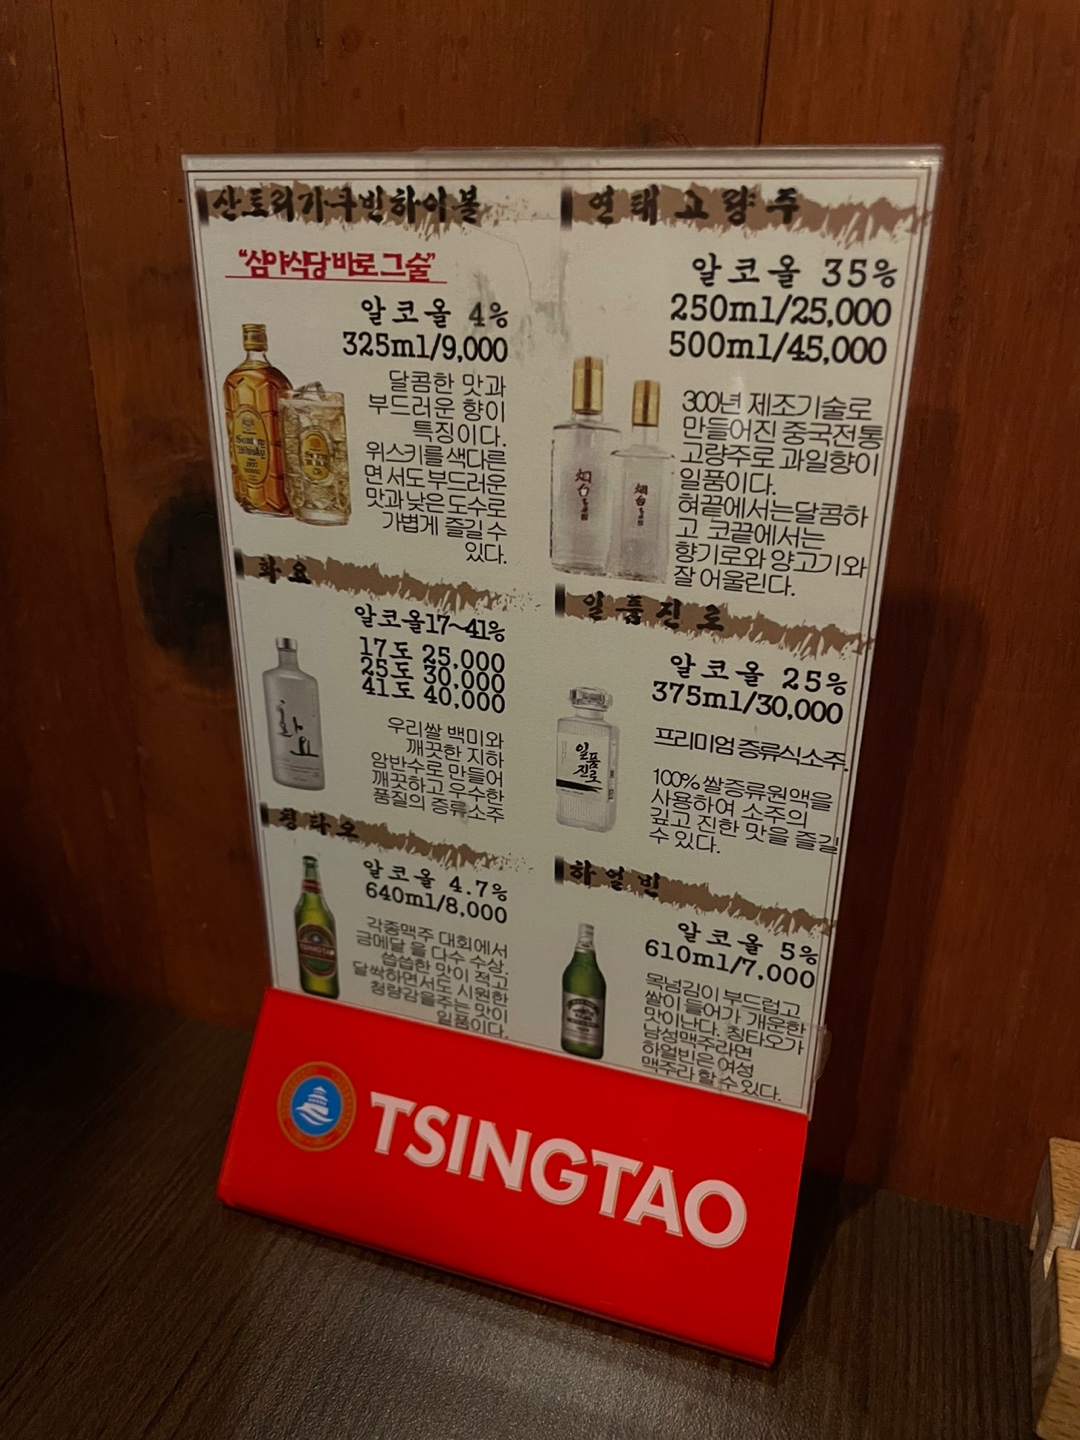 산토리가쿠빈하이볼
“심야식당 바로 그 술”
알코올 4%
325ml/9,000
달콤한 맛과
부드러운 향이
특징이다.
위스키를 색다른
면서도 부드러운
맛과 낮은 도수로
가볍게 즐길 수
있다.
화요
알코올17~41%
17도 25,000
25도 30,000
41도 40,000
우리쌀 백미와
깨끗한 지하
암반수로 만들어
깨끗하고 우수한
품질의 증류소주
화요
칭타오
알코올 4.7%
640ml/8,000
각종맥주 대회에서
금메달 을 다수 수상.
씁씁한 맛이 적고
달싹하면서도 시원한
청량감을주는 맛이
일품이다.
TSINGTAO
연태고량주
알코올 35%
250ml/25,000
500ml/45,000
300년 제조기술로
만들어진 중국전통
고량주로 과일향이
일품이다.
혀끝에서는달콤하
고 코끝에서는
향기로와 양고기와
잘 어울린다.
烟台
烟台
일품진로
알코올 25%
375ml/30,000
프리미엄 증류식소주.
100% 쌀증류원액을
사용하여 소주의
깊고 진한 맛을 즐길
수 있다.
일품
진로
하얼빈
알코올 5%
610ml/7.000
목넘김이 부드럽고
쌀이 들어가 개운한
맛이난다. 칭타오가
남성맥주라면
하얼빈은 여성
맥주라 할 수 있다.
TSINGTAO